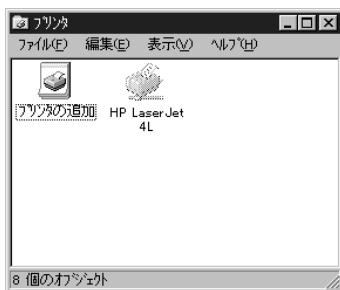 プリンタ
ファイル(F) 編集(E) 表示(V) ヘルプ(H)
プリンタの追加
HP LaserJet
4L
8 個のオブジェクト